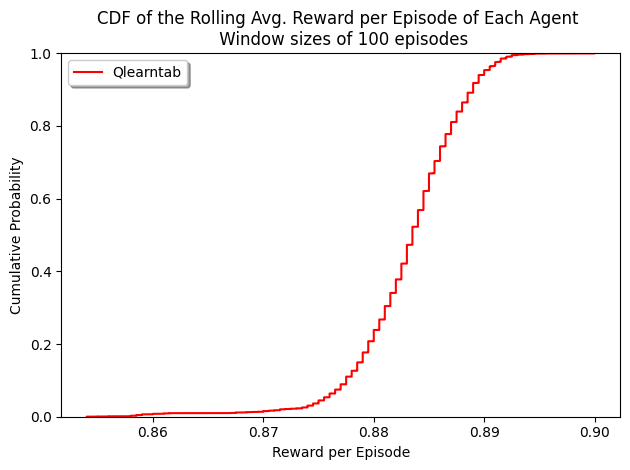 CDF of the Rolling Avg. Reward per Episode of Each Agent
Window sizes of 100 episodes
Qlearntab
Cumulative Probability
1.0
0.8
0.6
0.4
0.2
0.0
0.86 0.87 0.88 0.89 0.90
Reward per Episode